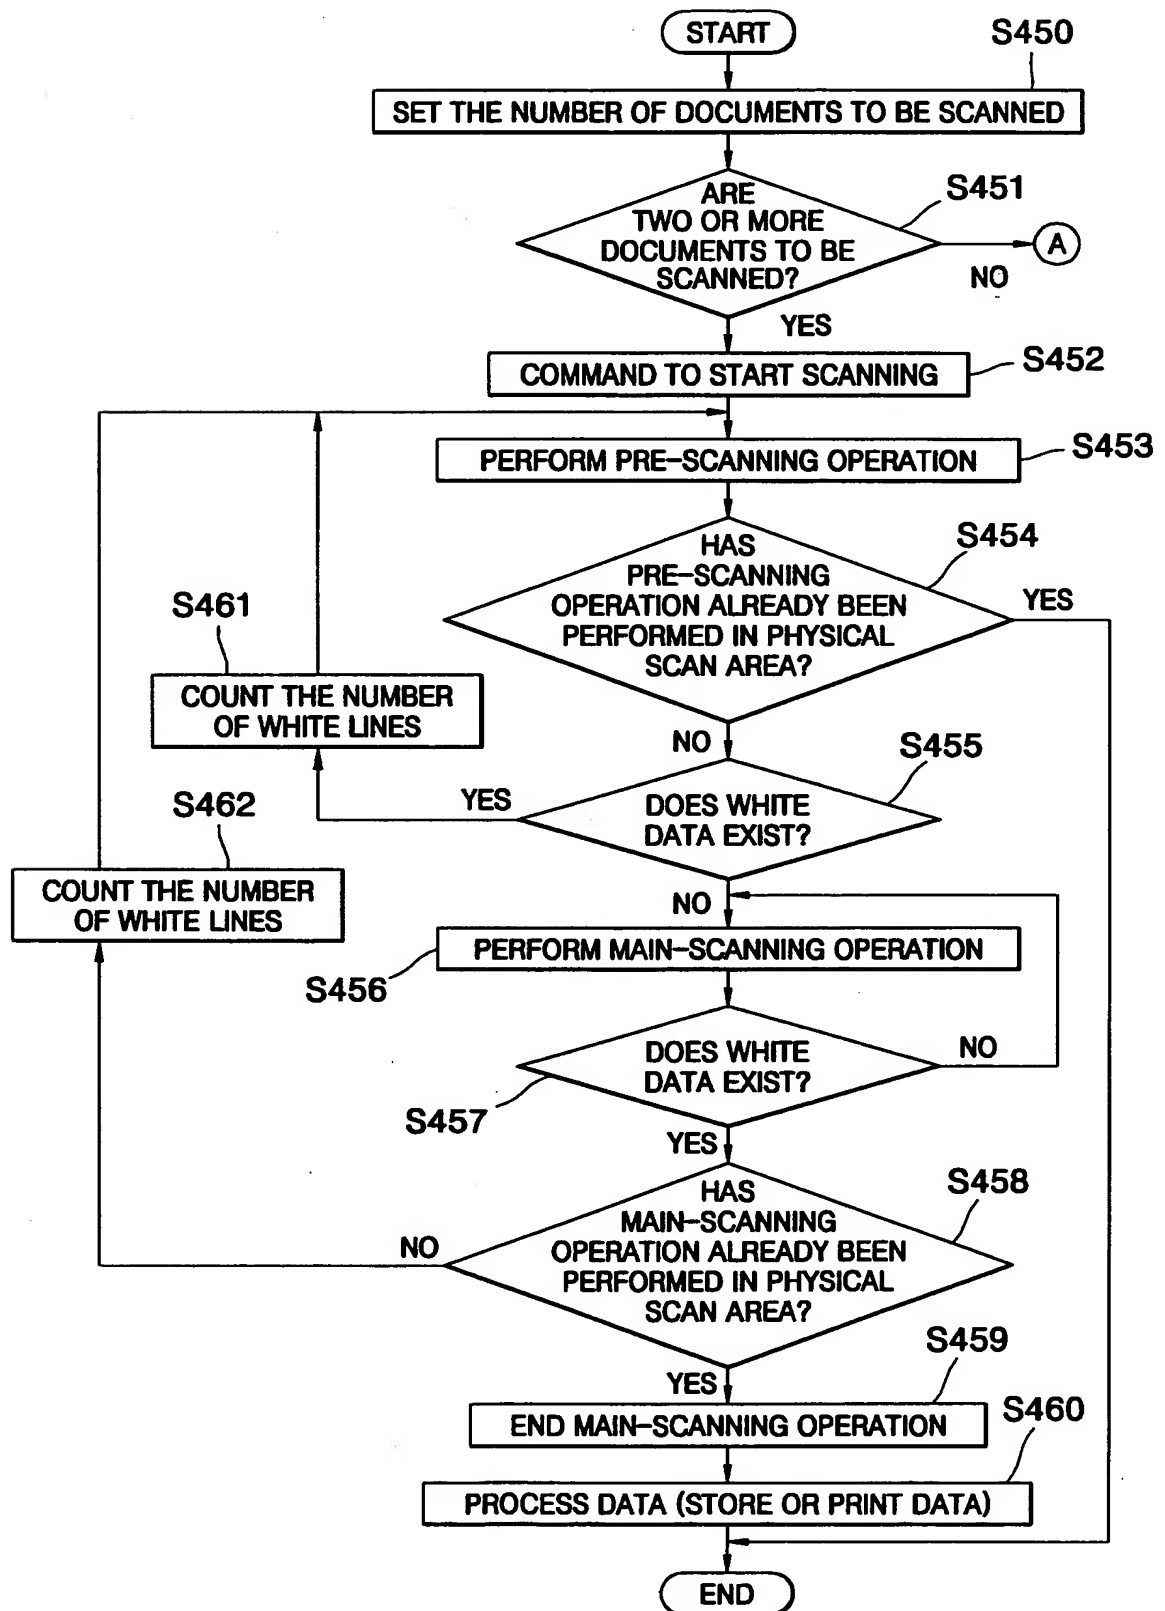 START
S450
SET THE NUMBER OF DOCUMENTS TO BE SCANNED
S451
ARE
TWO OR MORE
DOCUMENTS TO BE
SCANNED?
A
NO
YES
COMMAND TO START SCANNING
S452
PERFORM PRE-SCANNING OPERATION
S453
S454
HAS
PRE-SCANNING
OPERATION ALREADY BEEN
PERFORMED IN PHYSICAL
SCAN AREA?
YES
S461
COUNT THE NUMBER
OF WHITE LINES
NO
S455
S462
YES
DOES WHITE
DATA EXIST?
COUNT THE NUMBER
OF WHITE LINES
NO
PERFORM MAIN-SCANNING OPERATION
S456
DOES WHITE
DATA EXIST?
NO
S457
YES
S458
HAS
MAIN-SCANNING
OPERATION ALREADY BEEN
PERFORMED IN PHYSICAL
SCAN AREA?
NO
S459
YES
END MAIN-SCANNING OPERATION
S460
PROCESS DATA (STORE OR PRINT DATA)
END